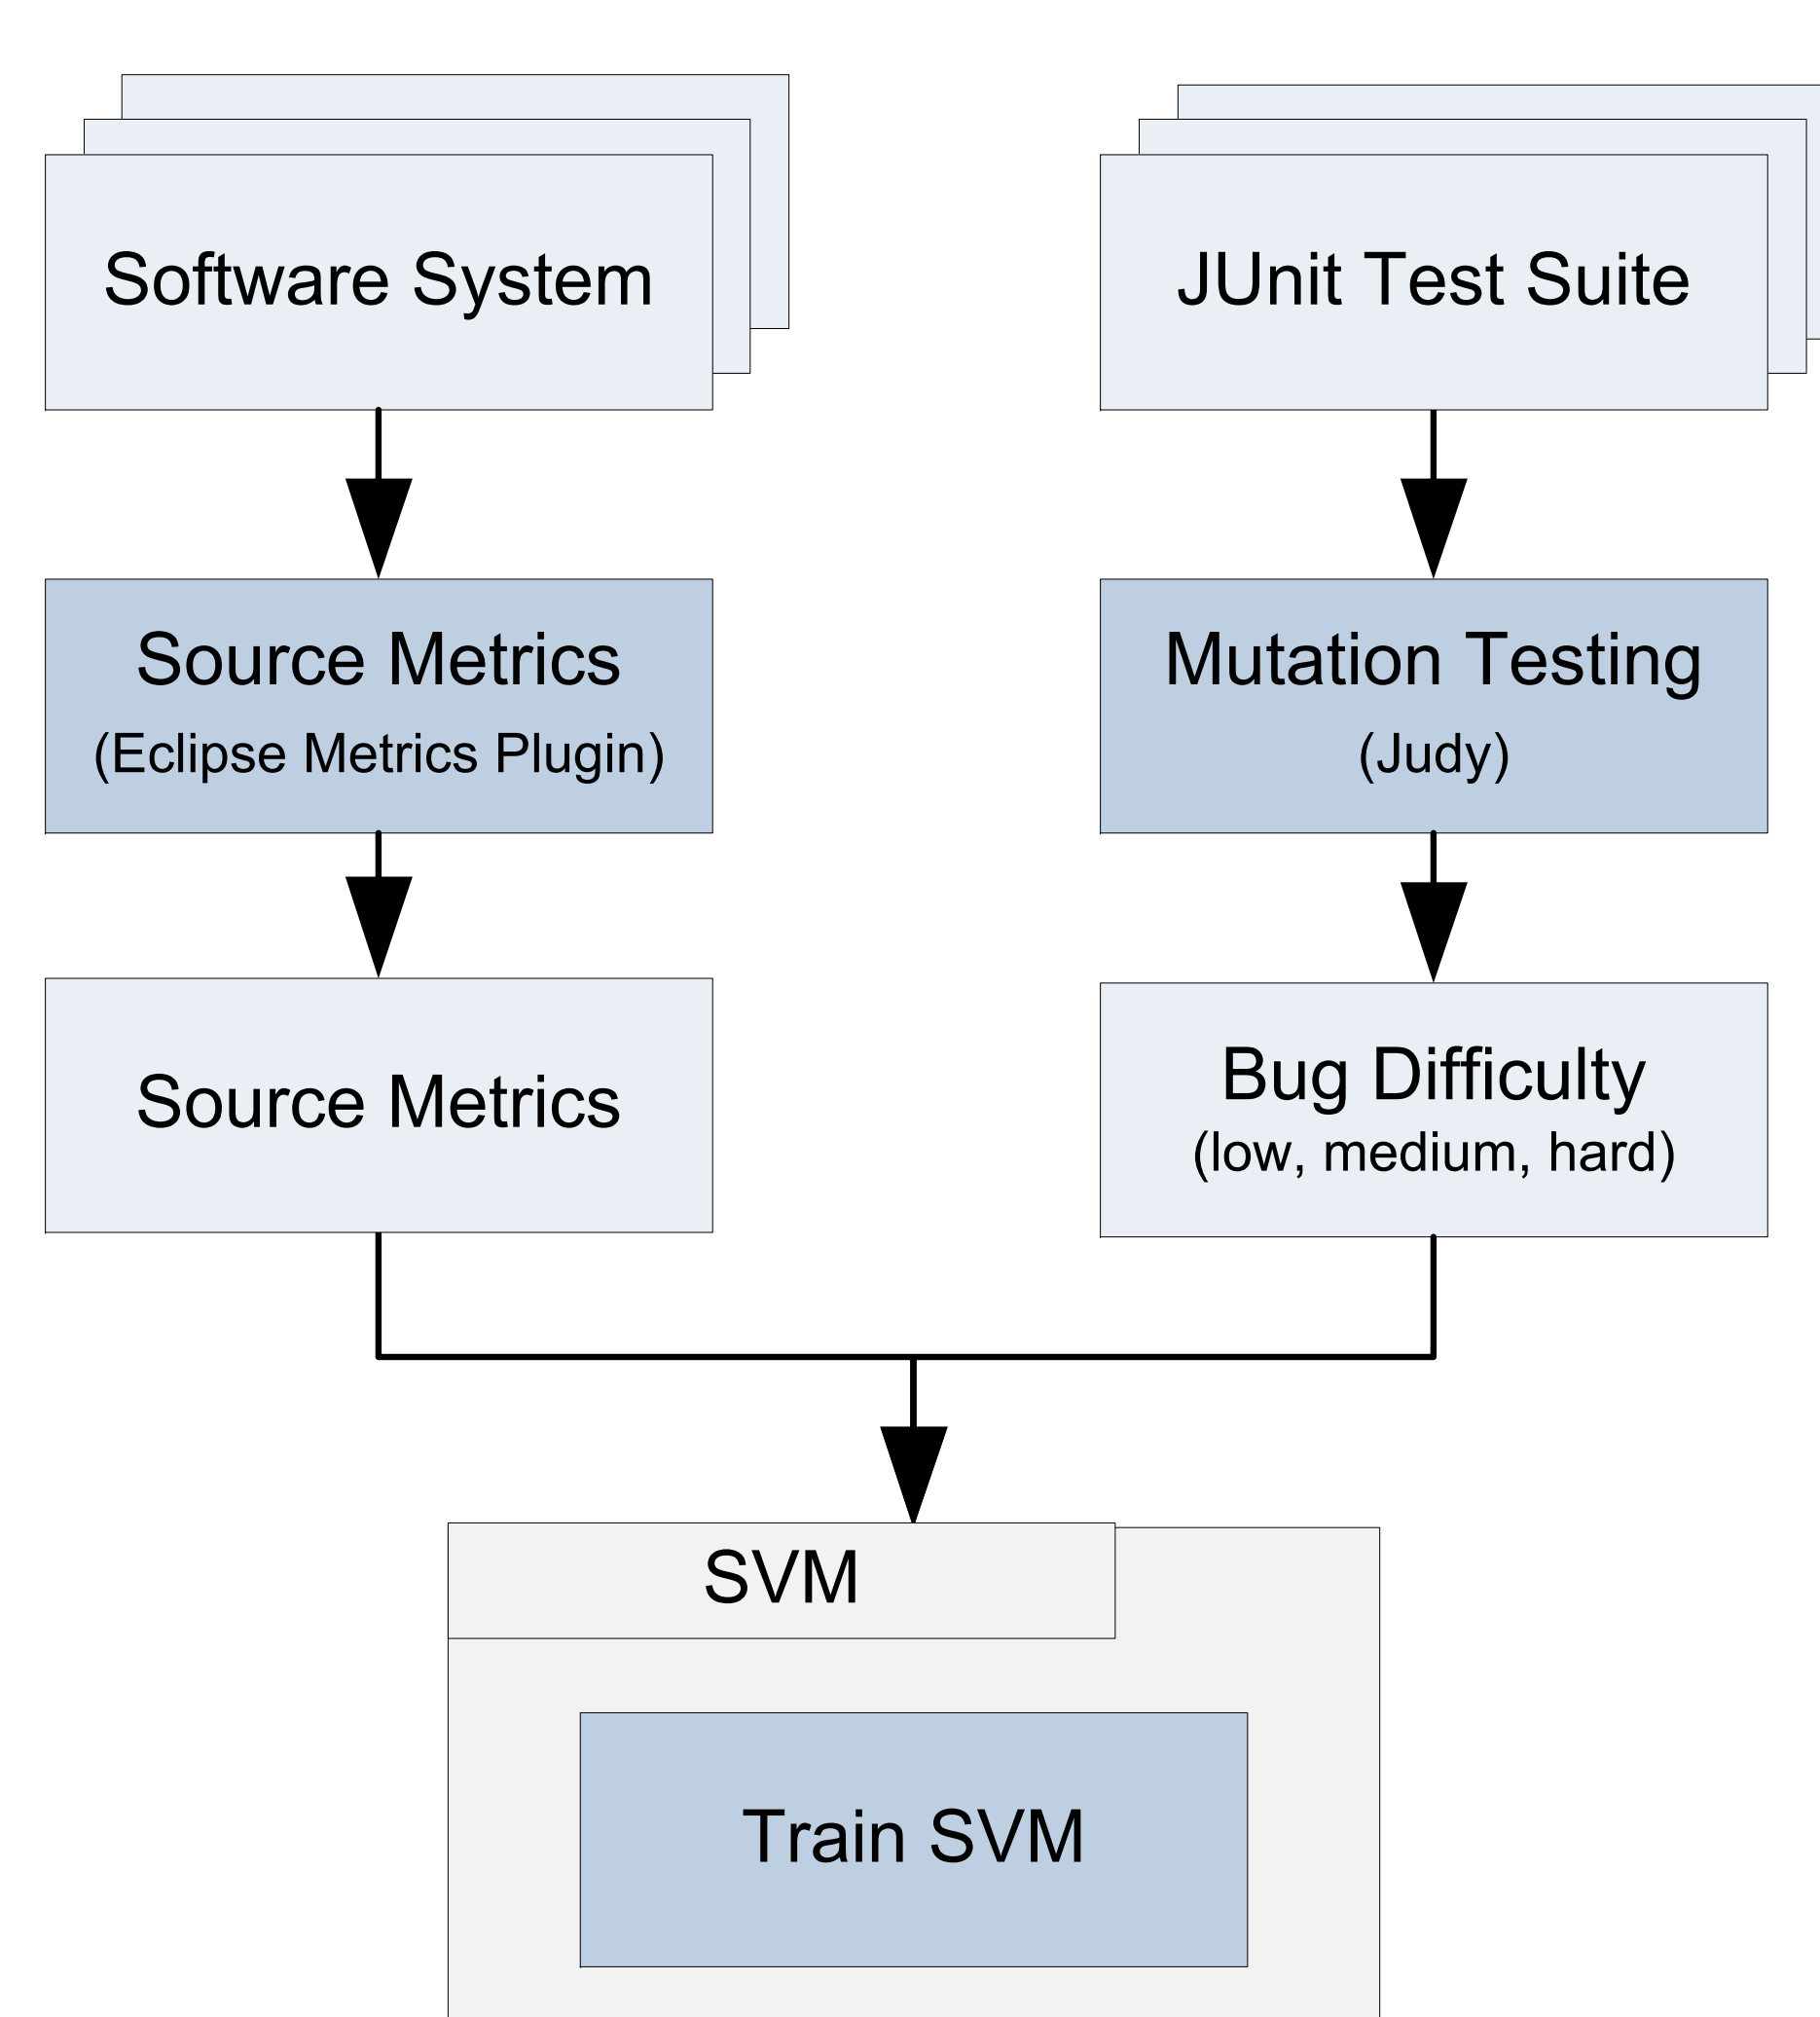 Software System
JUnit Test Suite
Source Metrics
(Eclipse Metrics Plugin)
Mutation Testing
(Judy)
Source Metrics
Bug Difficulty
(low, medium, hard)
SVM
Train SVM